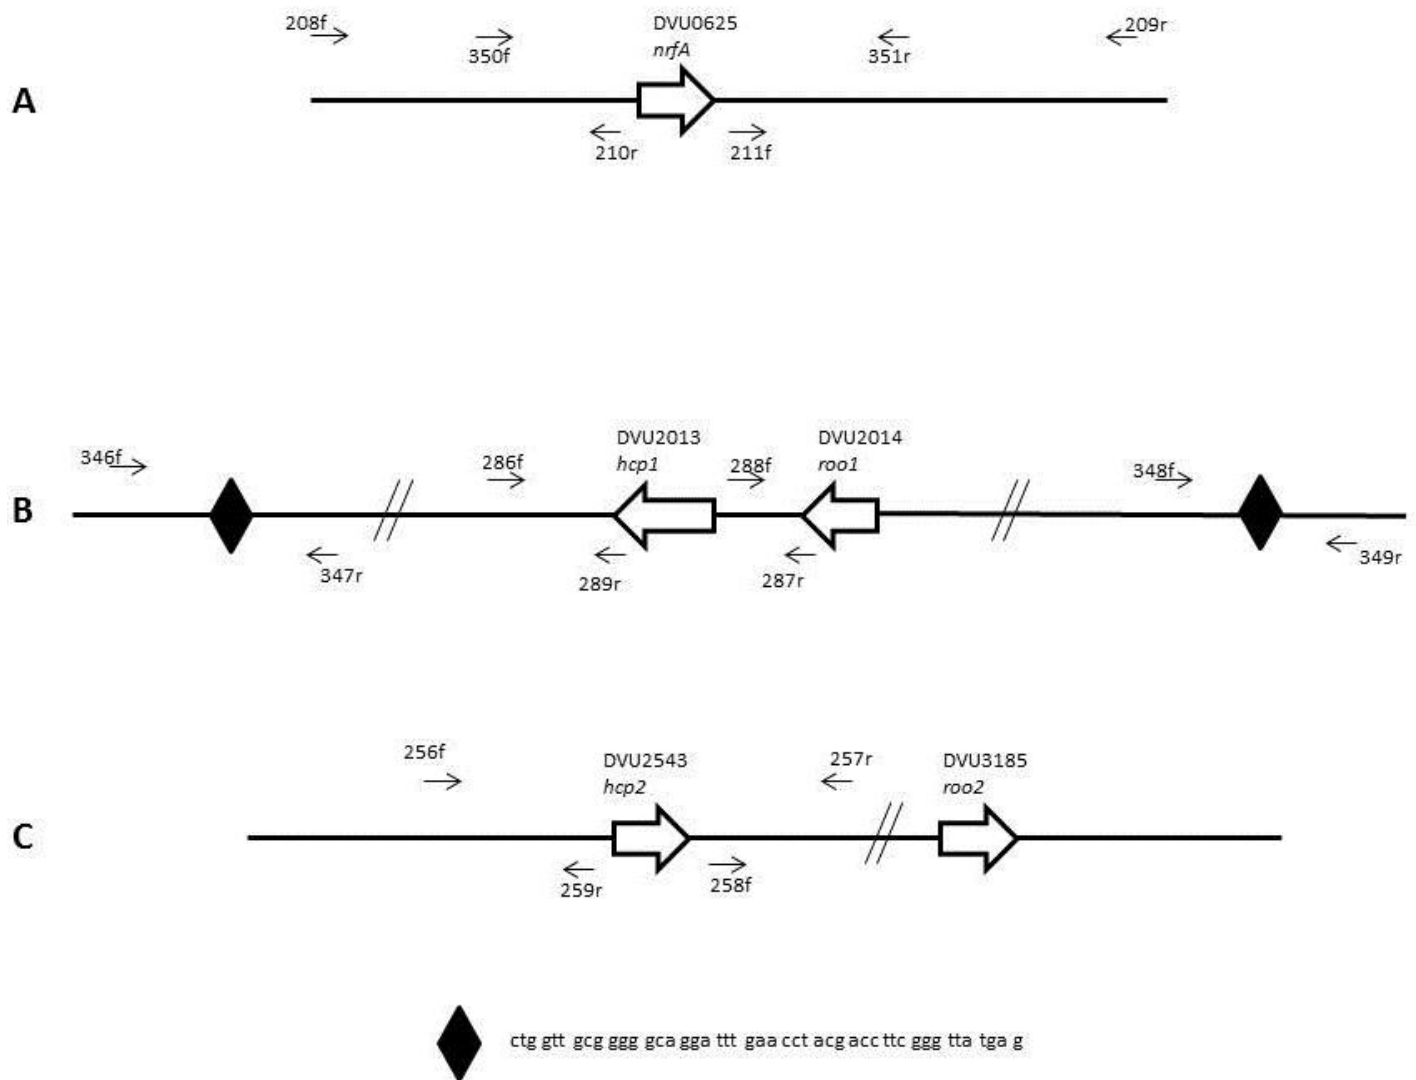 208f
DVU0625
nrfA
209r
350f
351r
A
210r
211f
DVU2013
hcp1
DVU2014
roo1
346f
286f
288f
348f
B
347r
289r
287r
349r
256f
DVU2543
hcp2
257r
DVU3185
roo2
C
259r
258f
ctg gtt gcg ggg gca gga ttt gaa cct acg acc ttc ggg tta tga g